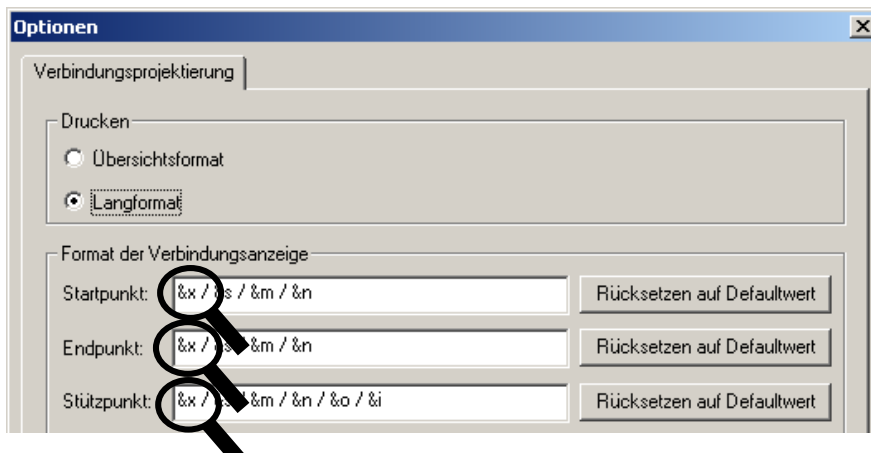 Optionen
Verbindungsprojektierung
Drucken
Übersichtsformat
Langformat
Format der Verbindungsanzeige
Startpunkt: &x / &s / &m / &n Rücksetzen auf Defaultwert
Endpunkt: &x / &m / &n Rücksetzen auf Defaultwert
Stützpunkt: &x / &m / &n / &o / &i Rücksetzen auf Defaultwert